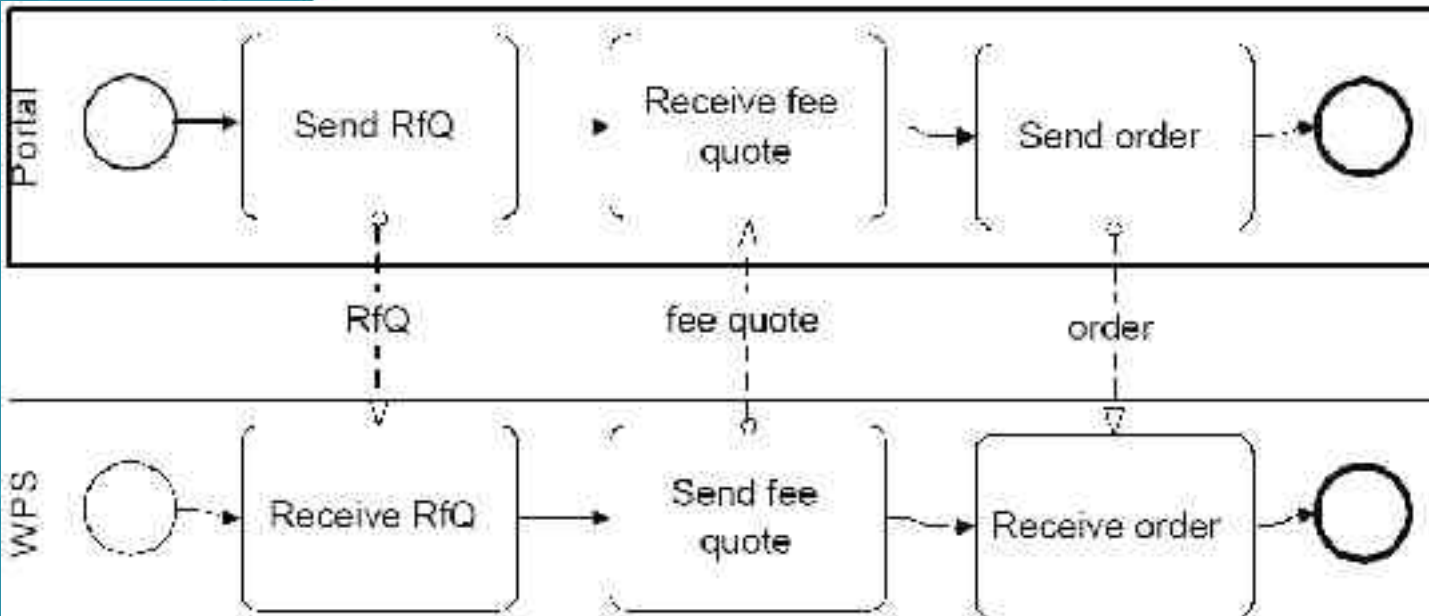 Portal
Send RfQ
Receive fee
quote
Send order
RfQ
fee quote
order
WPS
Receive RfQ
Send fee
quote
Receive order